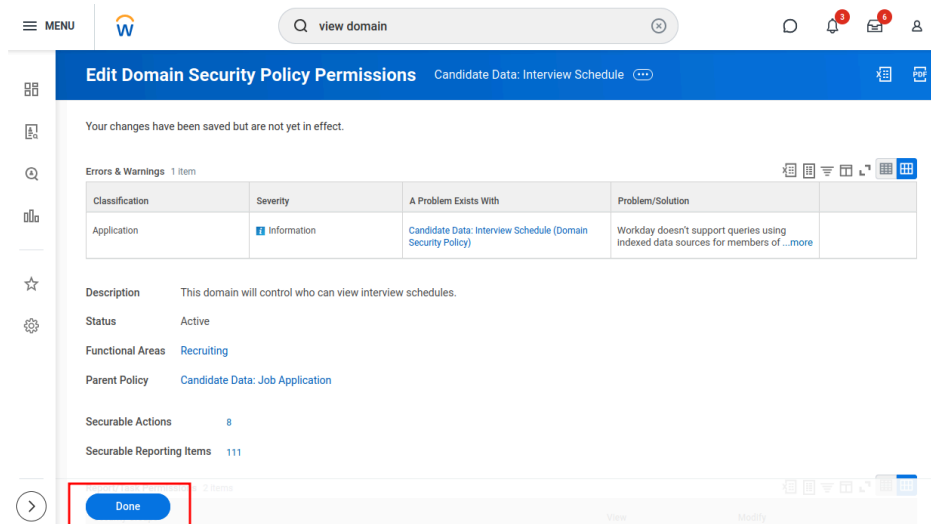 MENU
view domain
3
6
Edit Domain Security Policy Permissions Candidate Data: Interview Schedule
PDF
Your changes have been saved but are not yet in effect.
Errors & Warnings 1 item
Classification Severity A Problem Exists With Problem/Solution
Application Information Candidate Data: Interview Schedule (Domain Security Policy) Workday doesn't support queries using
indexed data sources for members of ...more
Description This domain will control who can view interview schedules.
Status Active
Functional Areas Recruiting
Parent Policy Candidate Data: Job Application
Securable Actions 8
Securable Reporting Items 111
2 items
Done
View Modify